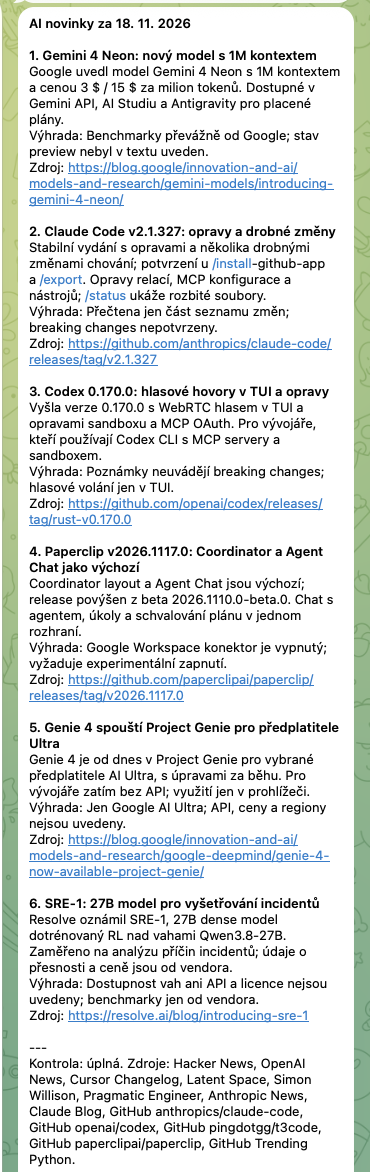 AI novinky za 18. 11. 2026
1. Gemini 4 Neon: nový model s 1M kontextem
Google uvedl model Gemini 4 Neon s 1M kontextem
a cenou 3 $ / 15 $ za milion tokenů. Dostupné v
Gemini API, AI Studiu a Antigravity pro placené
plány.
Výhrada: Benchmarky převážně od Google; stav
preview nebyl v textu uveden.
Zdroj: https://blog.google/innovation-and-ai/
models-and-research/gemini-models/introducing-
gemini-4-neon/
2. Claude Code v2.1.327: opravy a drobné změny
Stabilní vydání s opravami a několika drobnými
změnami chování; potvrzení u /install-github-app
a /export. Opravy relací, MCP konfigurace a
nástrojů; /status ukáže rozbité soubory.
Výhrada: Přečtena jen část seznamu změn;
breaking changes nepotvrzeny.
Zdroj: https://github.com/anthropics/claude-code/
releases/tag/v2.1.327
3. Codex 0.170.0: hlasové hovory v TUI a opravy
Vyšla verze 0.170.0 s WebRTC hlasem v TUI a
opravami sandboxu a MCP OAuth. Pro vývojáře,
kteří používají Codex CLI s MCP servery a
sandboxem.
Výhrada: Poznámky neuvádějí breaking changes;
hlasové volání jen v TUI.
Zdroj: https://github.com/openai/codex/releases/
tag/rust-v0.170.0
4. Paperclip v2026.1117.0: Coordinator a Agent
Chat jako výchozí
Coordinator layout a Agent Chat jsou výchozí;
release povýšen z beta 2026.1110.0-beta.0. Chat s
agentem, úkoly a schvalování plánu v jednom
rozhraní.
Výhrada: Google Workspace konektor je vypnutý;
vyžaduje experimentální zapnutí.
Zdroj: https://github.com/paperclipai/paperclip/
releases/tag/v2026.1117.0
5. Genie 4 spouští Project Genie pro předplatitele
Ultra
Genie 4 je od dnes v Project Genie pro vybrané
předplatitele AI Ultra, s úpravami za běhu. Pro
vývojáře zatím bez API; využití jen v prohlížeči.
Výhrada: Jen Google AI Ultra; API, ceny a regiony
nejsou uvedeny.
Zdroj: https://blog.google/innovation-and-ai/
models-and-research/google-deepmind/genie-4-
now-available-project-genie/
6. SRE-1: 27B model pro vyšetřování incidentů
Resolve oznámil SRE-1, 27B dense model
dotrénovaný RL nad vahami Qwen3.8-27B.
Zaměřeno na analýzu příčin incidentů; údaje o
přesnosti a ceně jsou od vendora.
Výhrada: Dostupnost vah ani API a licence nejsou
uvedeny; benchmarky jen od vendora.
Zdroj: https://resolve.ai/blog/introducing-sre-1
---
Kontrola: úplná. Zdroje: Hacker News, OpenAI
News, Cursor Changelog, Latent Space, Simon
Willison, Pragmatic Engineer, Anthropic News,
Claude Blog, GitHub anthropics/claude-code,
GitHub openai/codex, GitHub pingdotgg/t3code,
GitHub paperclipai/paperclip, GitHub Trending
Python.